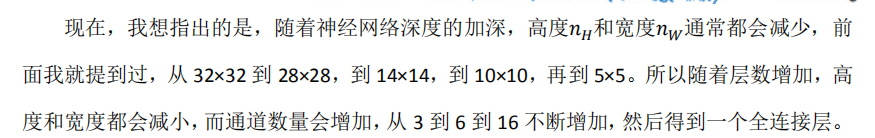 现在，我想指出的是，随着神经网络深度的加深，高度n_H和宽度n_W通常都会减少，前
面我就提到过，从 32×32 到 28×28，到 14×14，到 10×10，再到 5×5。所以随着层数增加，高
度和宽度都会减小，而通道数量会增加，从 3 到 6 到 16 不断增加，然后得到一个全连接层。